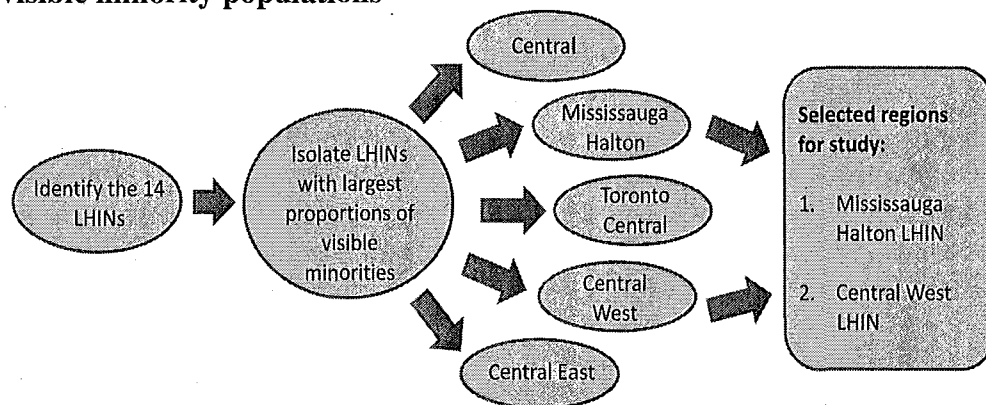 visible minority populations
Identify the 14
LHINs
Isolate LHINs
with largest
proportions of
visible
minorities
Central
Mississauga
Halton
Toronto
Central
Central
West
Central East
Selected regions
for study:
1. Mississauga
Halton LHIN
2. Central West
LHIN